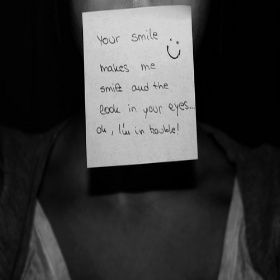 Your smile :)
makes me
smile and the
look in your eyes...
oh, I'm in trouble!